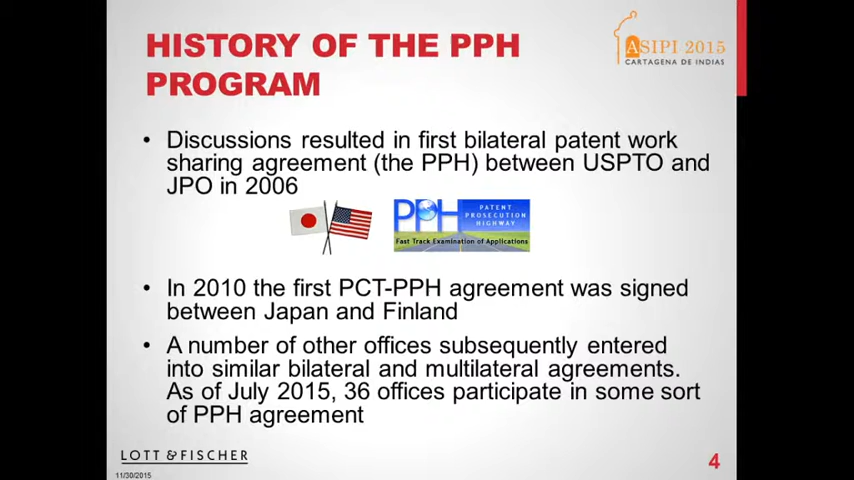 HISTORY OF THE PPH
PROGRAM
ASIPI 2015
CARTAGENA DE INDIAS
• Discussions resulted in first bilateral patent work
sharing agreement (the PPH) between USPTO and
JPO in 2006
PPH
PATENT
PROSECUTION
HIGHWAY
Fast Track Examination of Applications
• In 2010 the first PCT-PPH agreement was signed
between Japan and Finland
• A number of other offices subsequently entered
into similar bilateral and multilateral agreements.
As of July 2015, 36 offices participate in some sort
of PPH agreement
LOTT & FISCHER
4
11/30/2015